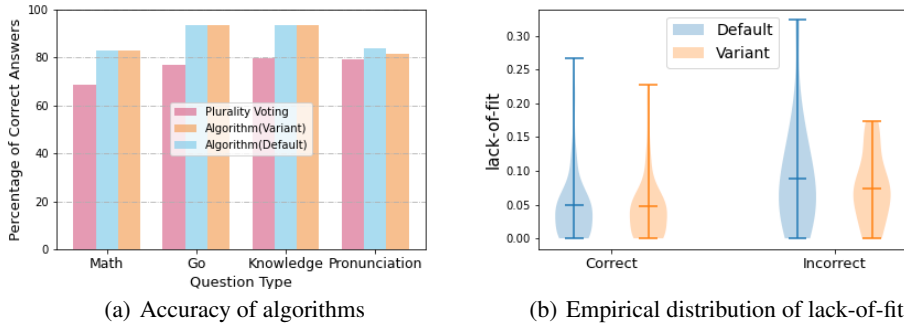 100
80
60
40
20
0
Percentage of Correct Answers
Plurality Voting
Algorithm(Variant)
Algorithm(Default)
Math Go Knowledge Pronunciation
Question Type
(a) Accuracy of algorithms
0.30
0.25
0.20
0.15
0.10
0.05
0.00
lack-of-fit
Default
Variant
Correct Incorrect
(b) Empirical distribution of lack-of-fit